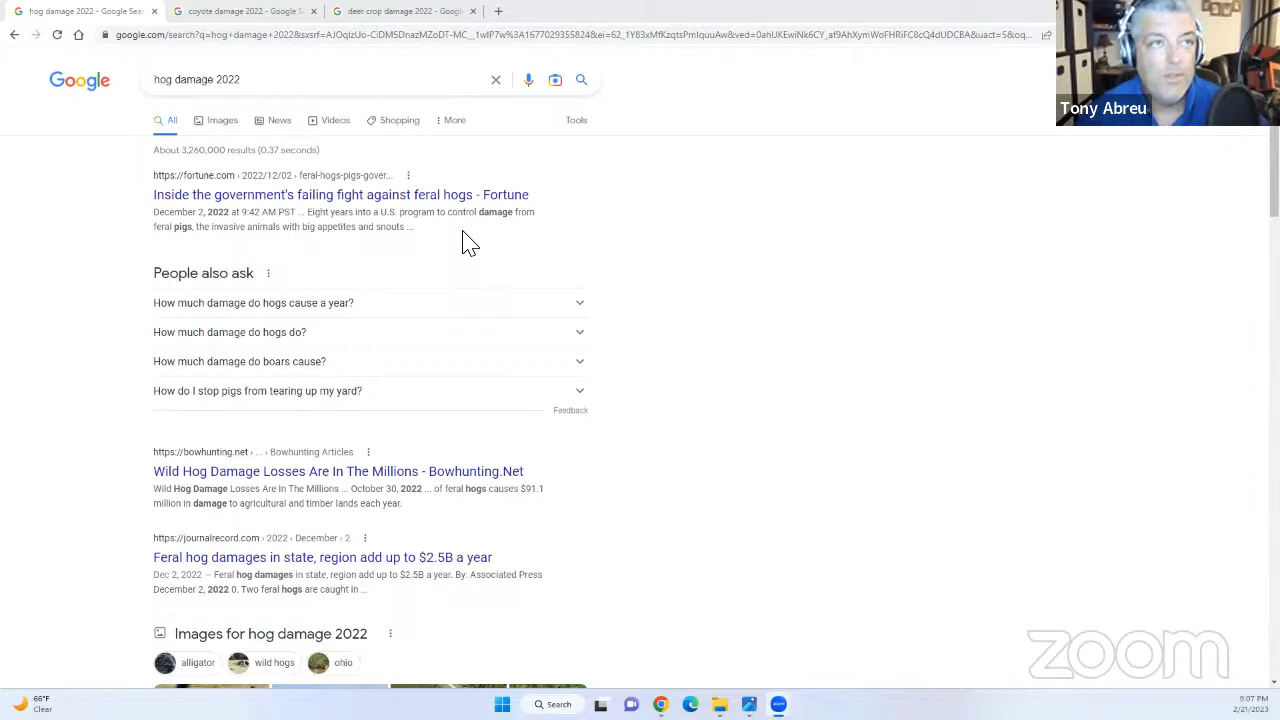 hog damage 2022 - Google Sear
coyote damage 2022 - Google S
deer crop damage 2022 - Google
google.com/search?q=hog+damage+2022&
Tony Abreu
Google
hog damage 2022
All
Images
News
Videos
Shopping
More
Tools
About 3,260,000 results (0.37 seconds)
https://fortune.com › 2022/12/02 › feral-hogs-pigs-gover...
Inside the government's failing fight against feral hogs - Fortune
December 2, 2022 at 9:42 AM PST ... Eight years into a U.S. program to control damage from
feral pigs, the invasive animals with big appetites and snouts ...
People also ask
How much damage do hogs cause a year?
How much damage do hogs do?
How much damage do boars cause?
How do I stop pigs from tearing up my yard?
Feedback
https://bowhunting.net › ... › Bowhunting Articles
Wild Hog Damage Losses Are In The Millions - Bowhunting.Net
Wild Hog Damage Losses Are In The Millions ... October 30, 2022 ... of feral hogs causes $91.1
million in damage to agricultural and timber lands each year.
https://journalrecord.com › 2022 › December › 2
Feral hog damages in state, region add up to $2.5B a year
Dec 2, 2022 — Feral hog damages in state, region add up to $2.5B a year. By: Associated Press
December 2, 2022 0. Two feral hogs are caught in ...
Images for hog damage 2022
alligator
wild hogs
ohio
zoom
66°F
Clear
Search
9:07 PM
2/21/2023